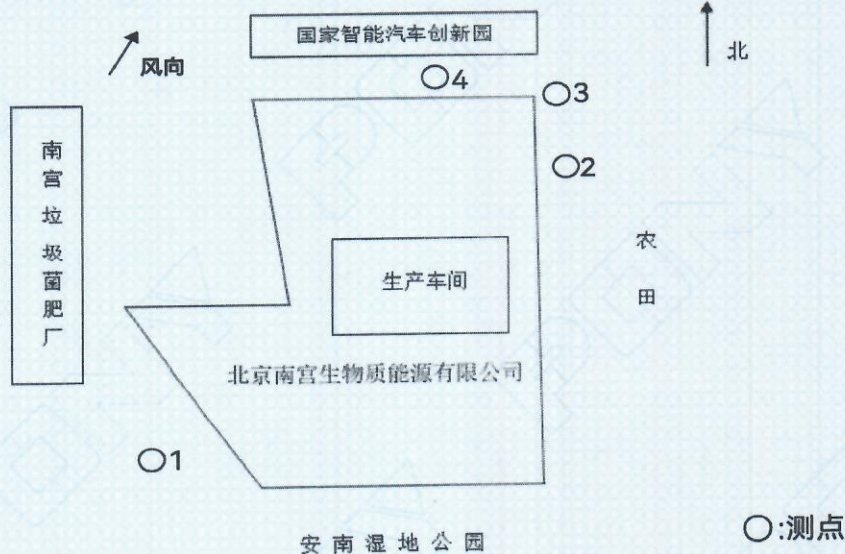 国家智能汽车创新园
风向
北
4
3
2
南宫垃圾菌肥厂
农田
生产车间
北京南宫生物质能源有限公司
1
安南湿地公园
○:测点